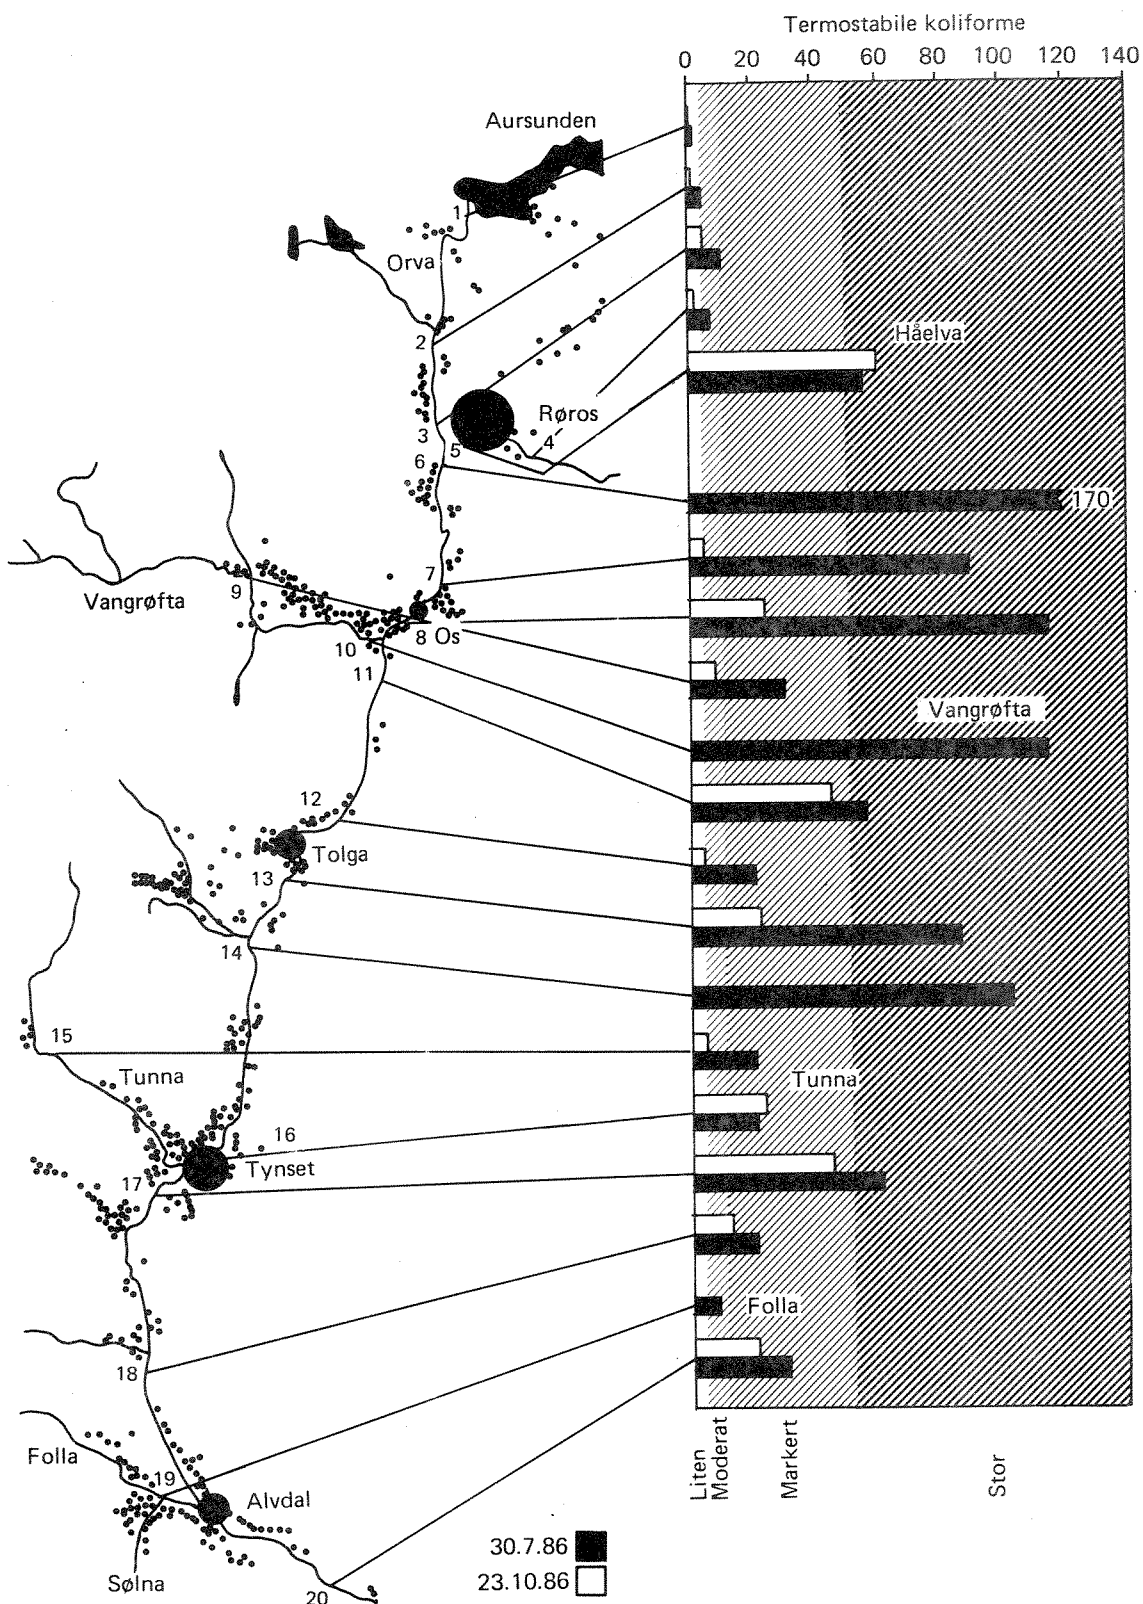 Termostabile koliforme
0 20 40 60 80 100 120 140
Aursunden
1
Orva
2
Håelva
3
Røros
4
5
6
170
7
9
Vangrøfta
8 Os
10
11
Vangrøfta
12
Tolga
13
14
15
Tunna
Tunna
16
Tynset
17
Folla
18
Folla
19
Alvdal
Sølna
20
Liten
Moderat
Markert
Stor
30.7.86
23.10.86